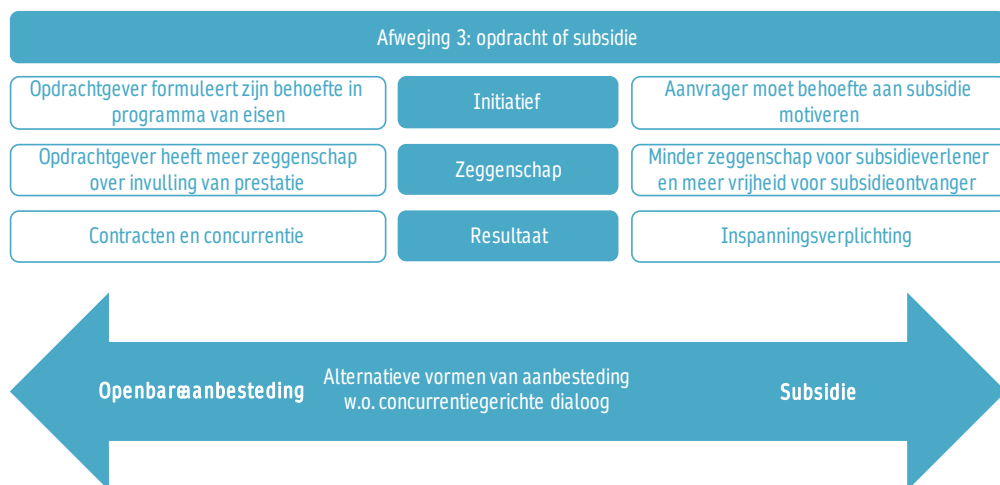 Afweging 3: opdracht of subsidie
Opdrachtgever formuleert zijn behoefte in
programma van eisen
Initiatief
Aanvrager moet behoefte aan subsidie
motiveren
Opdrachtgever heeft meer zeggenschap
over invulling van prestatie
Zeggenschap
Minder zeggenschap voor subsidieverlener
en meer vrijheid voor subsidieontvanger
Contracten en concurrentie
Resultaat
Inspanningsverplichting
Openbare aanbesteding
Alternatieve vormen van aanbesteding
w.o. concurrentiegerichte dialoog
Subsidie